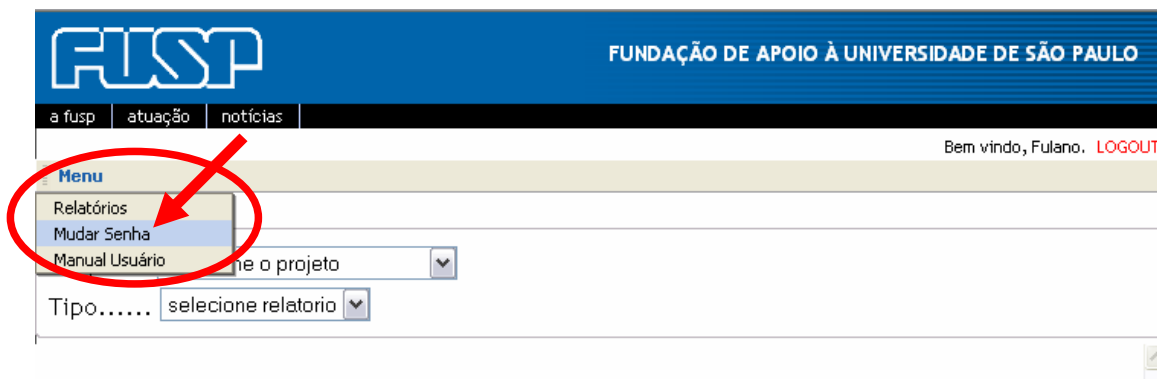 FUSP
FUNDAÇÃO DE APOIO À UNIVERSIDADE DE SÃO PAULO
a fusp atuação notícias
Bem vindo, Fulano. LOGOUT
Menu
Relatórios
Mudar Senha
Manual Usuário
o projeto
Tipo...... selecione relatorio